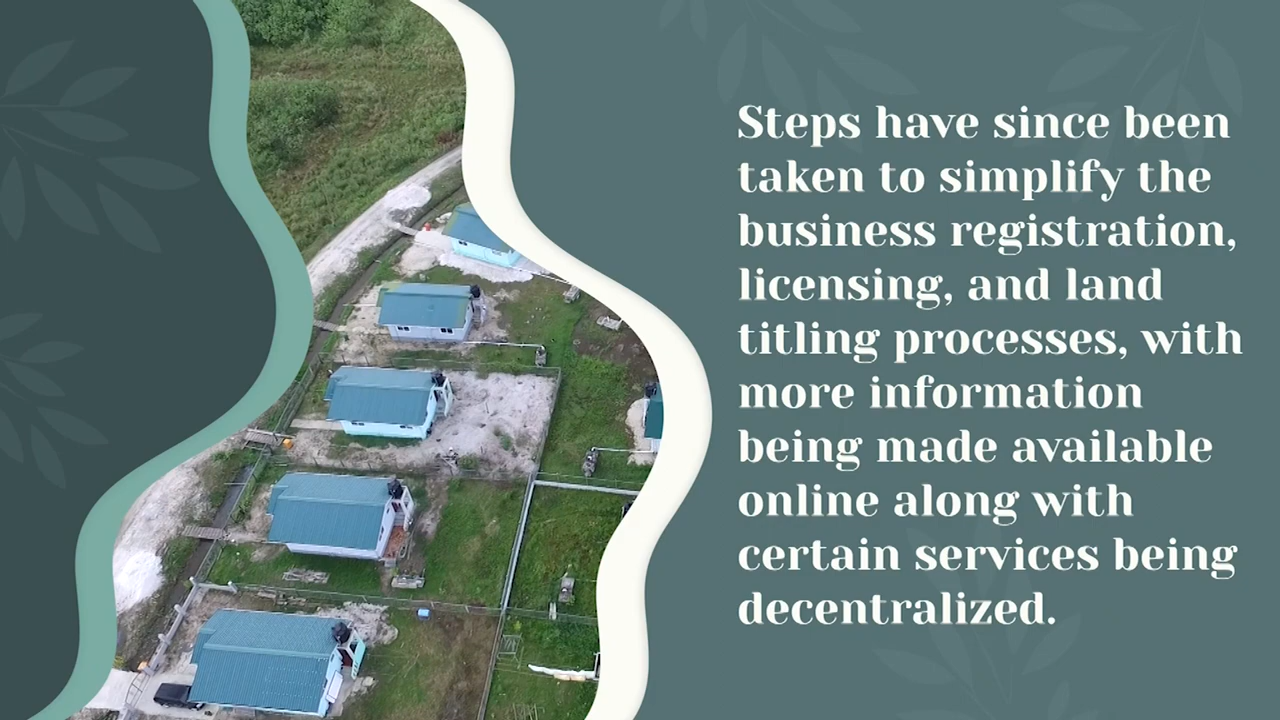 Steps have since been
taken to simplify the
business registration,
licensing, and land
titling processes, with
more information
being made available
online along with
certain services being
decentralized.